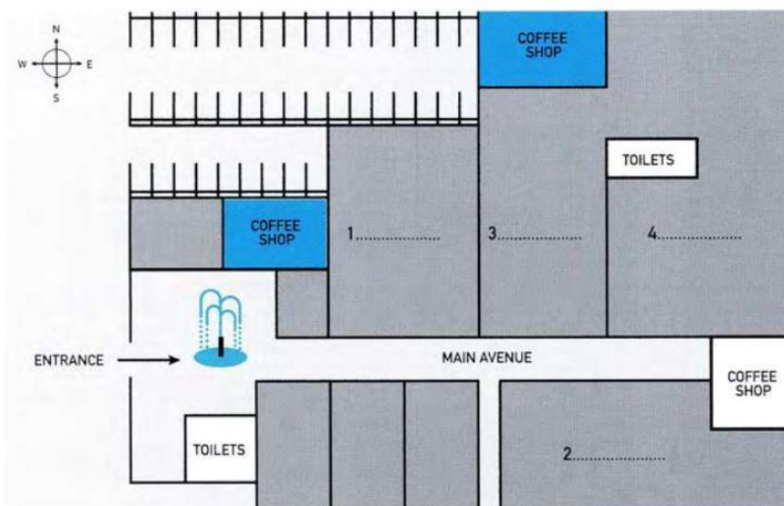 N
W E
S
COFFEE
SHOP
TOILETS
COFFEE
SHOP
1....................
3....................
4....................
ENTRANCE
MAIN AVENUE
COFFEE
SHOP
TOILETS
2....................